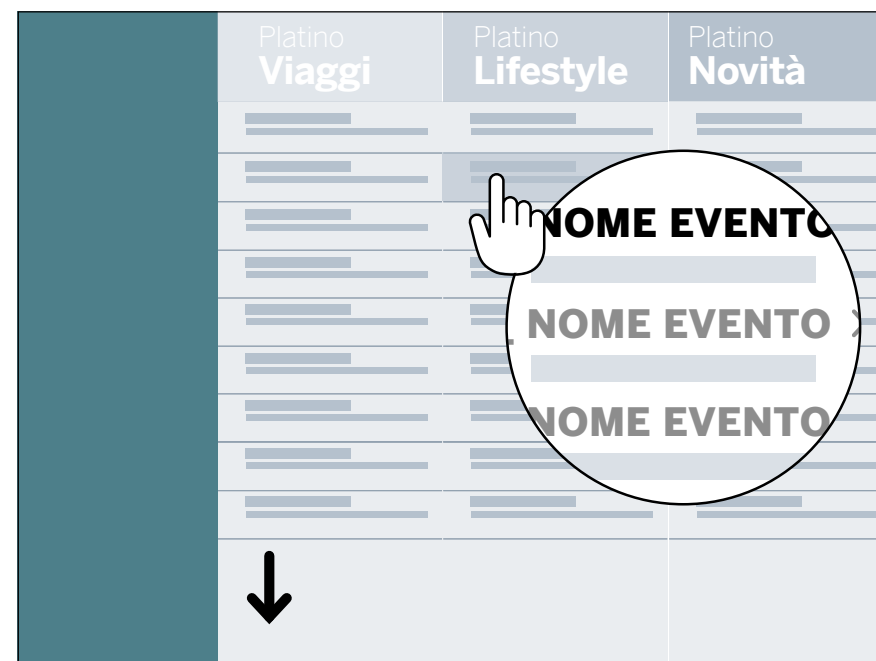 Platino
Viaggi
Platino
Lifestyle
Platino
Novità
NOME EVENTO
NOME EVENTO
NOME EVENTO